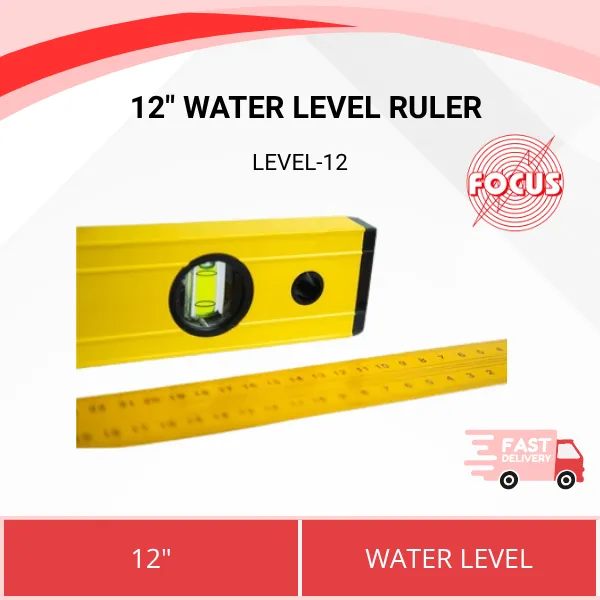 12" WATER LEVEL RULER
LEVEL-12
FOCUS
FAST
DELIVERY
12"
WATER LEVEL